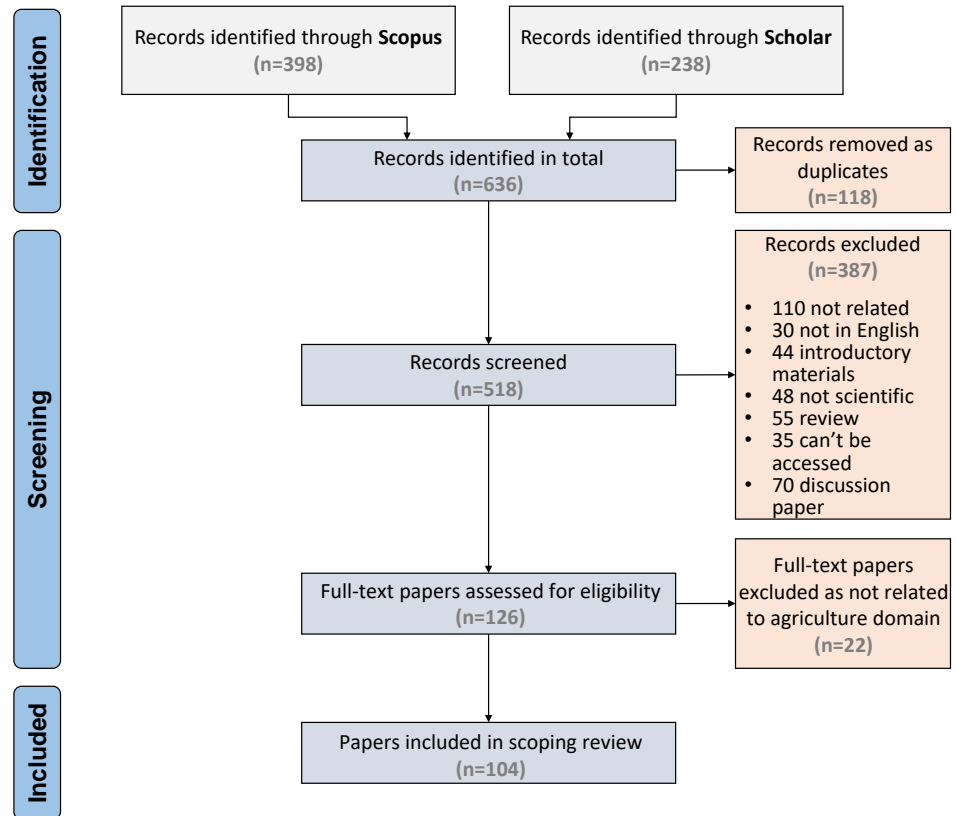 Identification
Records identified through Scopus
(n=398)
Records identified through Scholar
(n=238)
Records identified in total
(n=636)
Records removed as
duplicates
(n=118)
Screening
Records screened
(n=518)
Records excluded
(n=387)
• 110 not related
• 30 not in English
• 44 introductory
materials
• 48 not scientific
• 55 review
• 35 can't be
accessed
• 70 discussion
paper
Full-text papers assessed for eligibility
(n=126)
Full-text papers
excluded as not related
to agriculture domain
(n=22)
Included
Papers included in scoping review
(n=104)